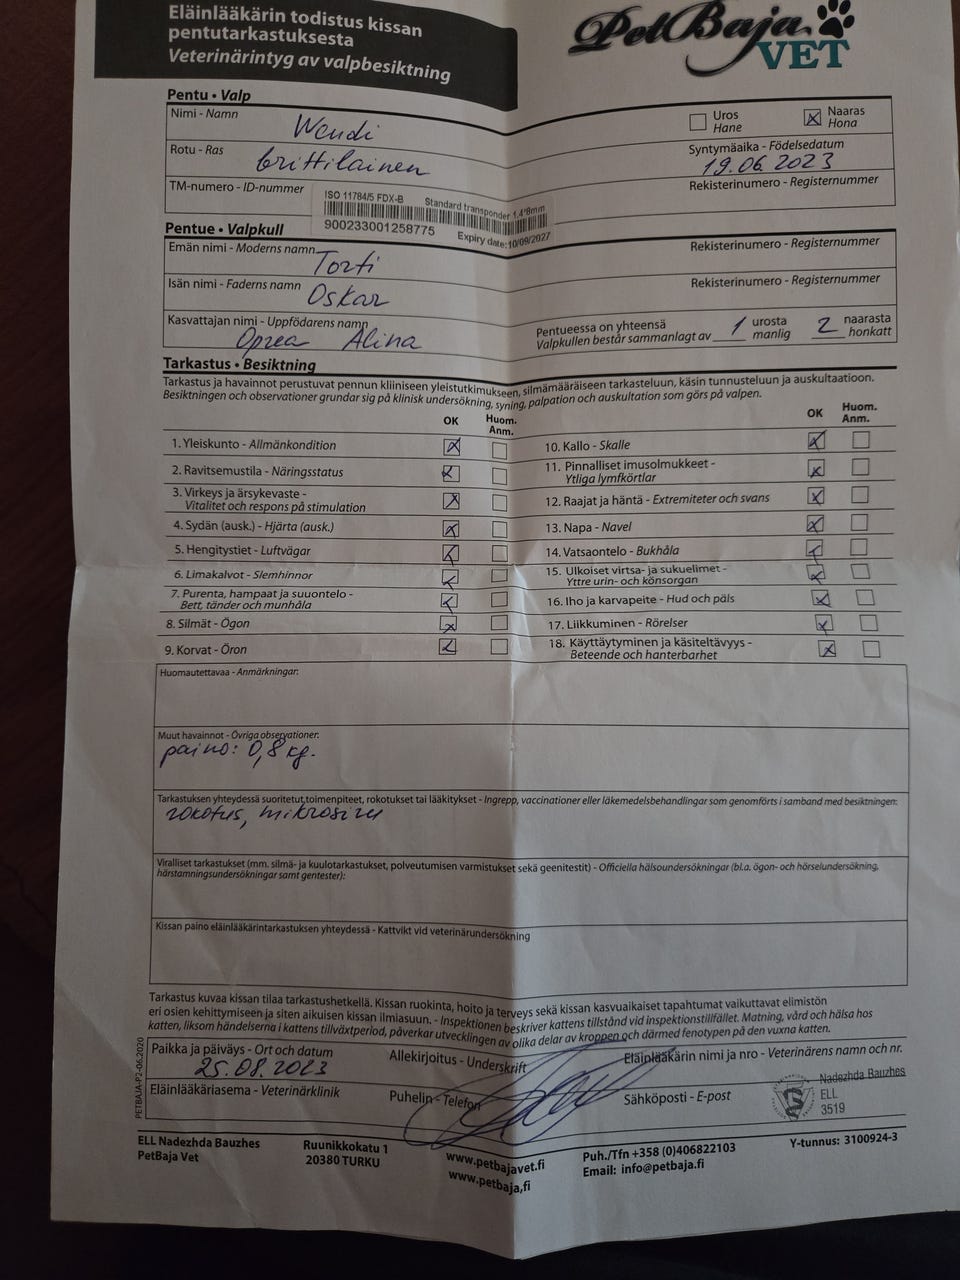 Eläinlääkärin todistus kissan
pentutarkastuksesta
Veterinärintyg av valpbesiktning
PetBaja
VET
Pentu • Valp
Nimi - Namn
Wendi
Uros
Hane
Naaras
Hona
Rotu - Ras
brittiläinen
Syntymäaika - Födelsedatum
19.06 2023
TM-numero - ID-nummer
Rekisterinumero - Registernummer
ISO 11784/5 FDX-B Standard transponder 1,4*8mm
900233001258775 Expiry date:10/09/2027
Pentue • Valpkull
Emän nimi - Moderns namn
Torti
Rekisterinumero - Registernummer
Isän nimi - Faderns namn
Oskar
Rekisterinumero - Registernummer
Kasvattajan nimi - Uppfödarens namn
Oprea Alina
Pentueessa on yhteensä
Valpkullen består sammanlagt av
1 urosta
manlig
2 naarasta
honkatt
Tarkastus • Besiktning
Tarkastus ja havainnot perustuvat pennun kliiniseen yleistutkimukseen, silmämääräiseen tarkasteluun, käsin tunnusteluun ja auskultaatioon.
Besiktningen och observationer grundar sig på klinisk undersökning, syning, palpation och auskultation som görs på valpen.
OK
Huom.
Anm.
1. Yleiskunto - Allmänkondition
2. Ravitsemustila - Näringsstatus
3. Virkeys ja ärsykevaste -
Vitalitet och respons på stimulation
4. Sydän (ausk.) - Hjärta (ausk.)
5. Hengitystiet - Luftvägar
6. Limakalvot - Slemhinnor
7. Purenta, hampaat ja suuontelo -
Bett, tänder och munhåla
8. Silmät - Ögon
9. Korvat - Öron
OK
Huom.
Anm.
10. Kallo - Skalle
11. Pinnalliset imusolmukkeet -
Ytliga lymfkörtlar
12. Raajat ja häntä - Extremiteter och svans
13. Napa - Navel
14. Vatsaontelo - Bukhåla
15. Ulkoiset virtsa- ja sukuelimet -
Yttre urin- och könsorgan
16. Iho ja karvapeite - Hud och päls
17. Liikkuminen - Rörelser
18. Käyttäytyminen ja käsiteltävyys -
Beteende och hanterbarhet
Huomautettavaa - Anmärkningar:
Muut havainnot - Övriga observationer:
paino: 0,8 kg.
Tarkastuksen yhteydessä suoritetut toimenpiteet, rokotukset tai lääkitykset - Ingrepp, vaccinationer eller läkemedelsbehandlingar som genomförts i samband med besiktningen:
rokotus, mikrosiru
Viralliset tarkastukset (mm. silmä- ja kuulotarkastukset, polveutumisen varmistukset sekä geenitestit) - Officiella hälsoundersökningar (bl.a. ögon- och hörselundersökning,
härstamningsundersökningar samt gentester):
Kissan paino eläinlääkärintarkastuksen yhteydessä - Kattvikt vid veterinärundersökning
Tarkastus kuvaa kissan tilaa tarkastushetkellä. Kissan ruokinta, hoito ja terveys sekä kissan kasvuaikaiset tapahtumat vaikuttavat elimistön
eri osien kehittymiseen ja siten aikuisen kissan ilmiasuun. - Inspektionen beskriver kattens tillstånd vid inspektionstillfället. Matning, vård och hälsa hos
katten, liksom händelserna i kattens tillväxtperiod, påverkar utvecklingen av olika delar av kroppen och därmed fenotypen på den vuxna katten.
Paikka ja päiväys - Ort och datum
25.08.2023
Allekirjoitus - Underskrift
Eläinlääkärin nimi ja nro - Veterinärens namn och nr.
Eläinlääkäriasema - Veterinärklinik
Puhelin - Telefon
Sähköposti - E-post
Nadezhda Bauzhes
ELL
3519
PETBAJA-P2-06.2020
ELL Nadezhda Bauzhes
PetBaja Vet
Ruunikkokatu 1
20380 TURKU
www.petbajavet.fi
www.petbaja,fi
Puh./Tfn +358 (0)406822103
Email: info@petbaja.fi
Y-tunnus: 3100924-3